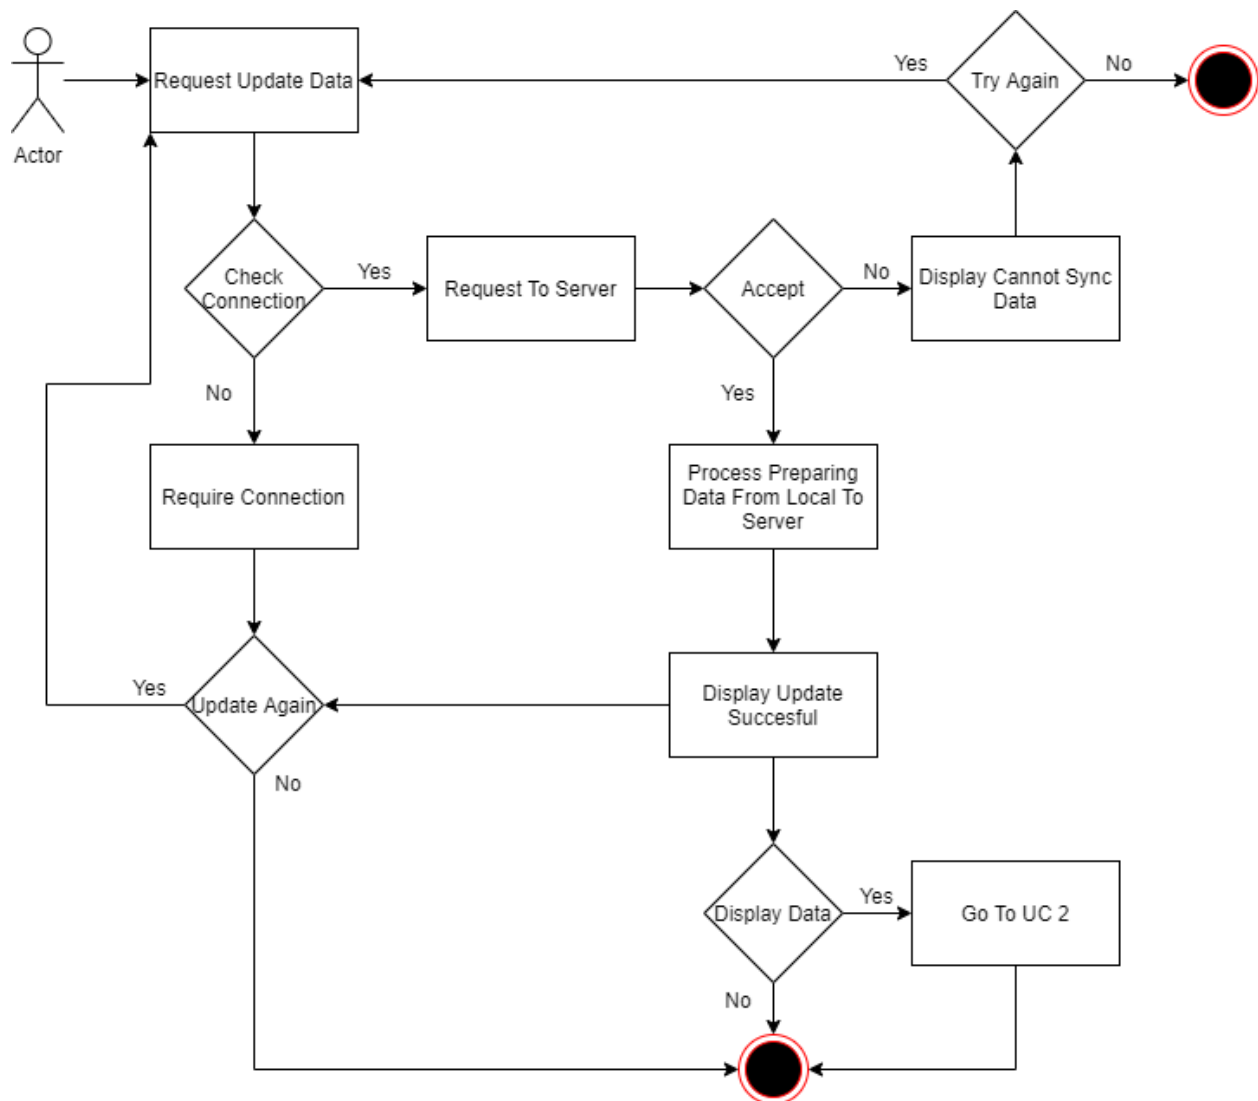 Yes
No
Request Update Data
Try Again
Actor
Check
Connection
Yes
Request To Server
Accept
No
Display Cannot Sync
Data
No
Yes
Require Connection
Process Preparing
Data From Local To
Server
Yes
Update Again
Display Update
Succesful
No
Display Data
Yes
Go To UC 2
No